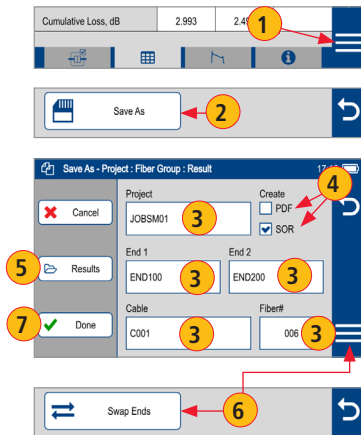 Cumulative Loss, dB 2.993 2.49
1
Save As
2
Save As - Project : Fiber Group : Result
Project Create
4
Cancel JOBSM01 3 PDF
SOR
End 1 End 2
5 Results END100 3 END200 3
Cable Fiber#
7 Done C001 3 006 3
Swap Ends 6